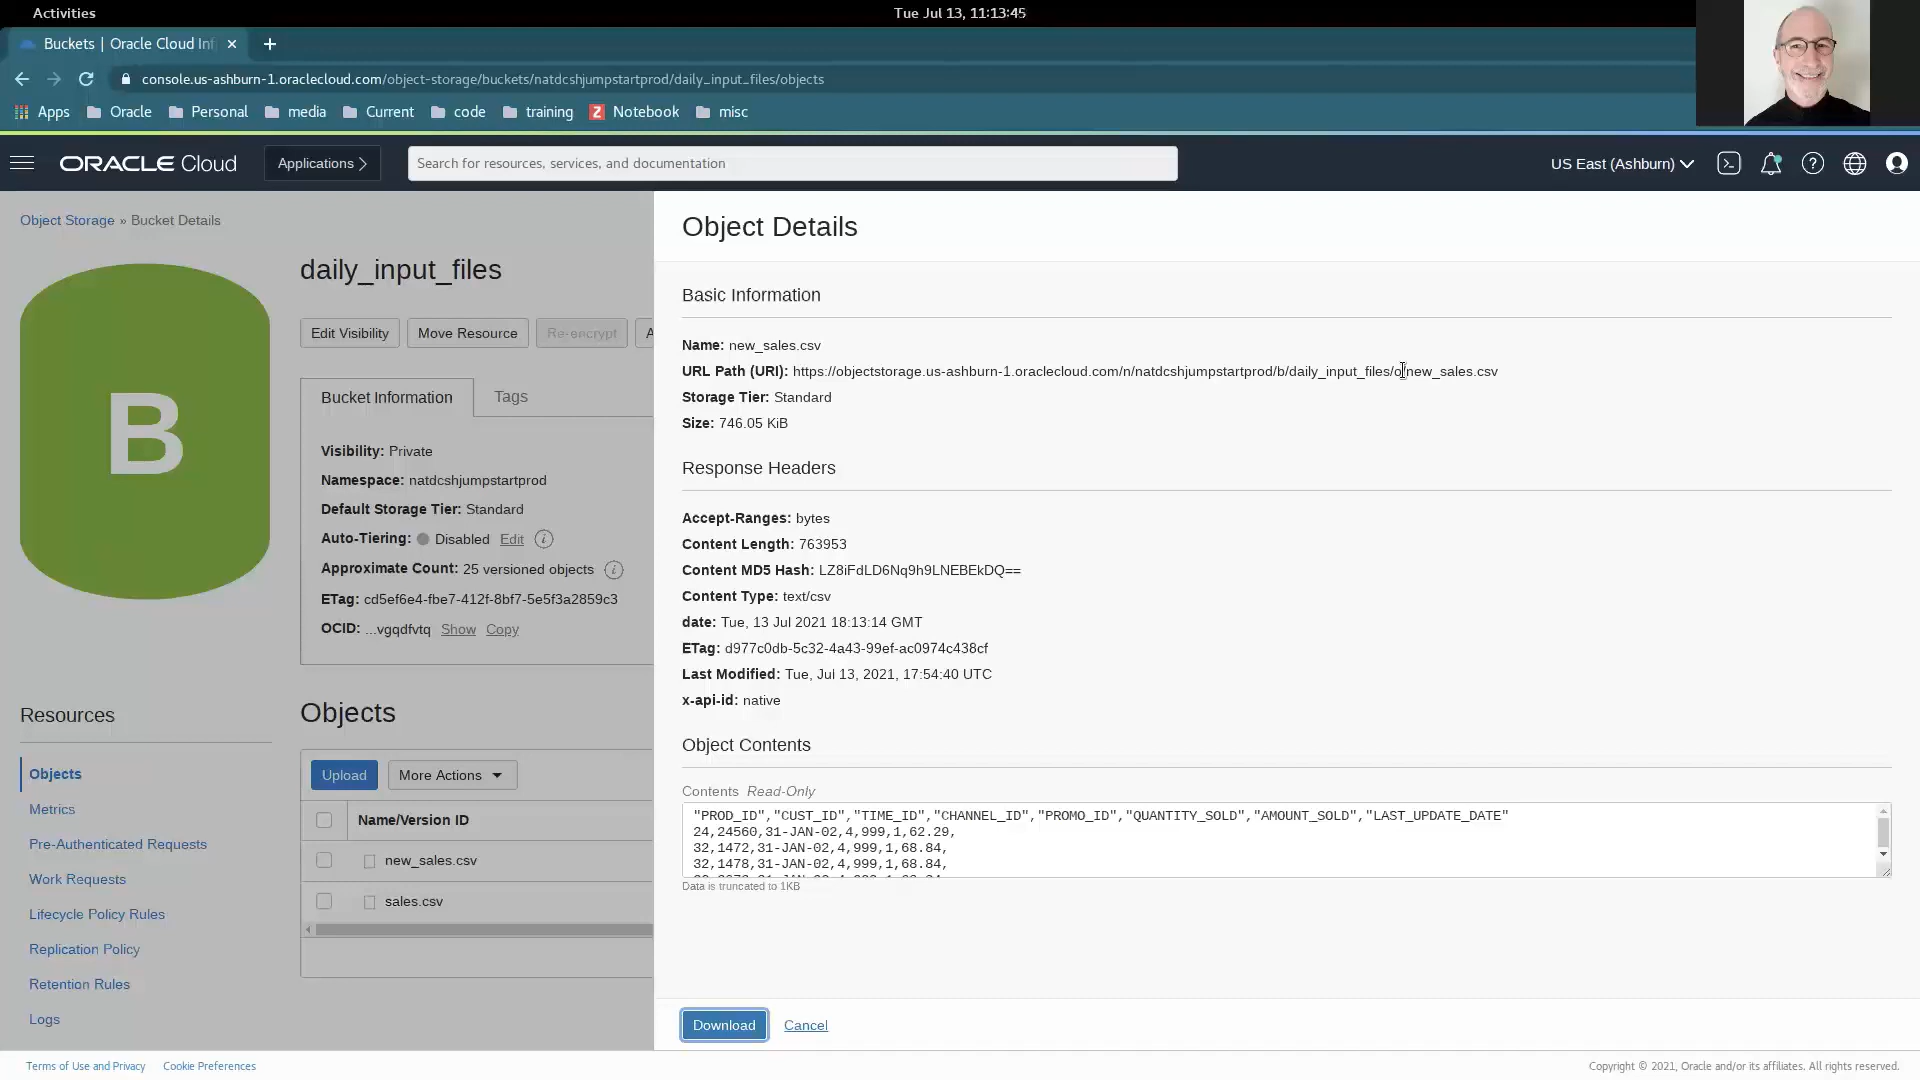 Activities
Tue Jul 13, 11:13:45
Buckets | Oracle Cloud Inf
console.us-ashburn-1.oraclecloud.com/object-storage/buckets/natdcshjumpstartprod/daily_input_files/objects
Apps Oracle Personal media Current code training Z Notebook misc
ORACLE Cloud Applications Search for resources, services, and documentation US East (Ashburn)
Object Storage » Bucket Details
B
daily_input_files
Edit Visibility Move Resource Re-encrypt A
Bucket Information Tags
Visibility: Private
Namespace: natdcshjumpstartprod
Default Storage Tier: Standard
Auto-Tiering: Disabled Edit
Approximate Count: 25 versioned objects
ETag: cd5ef6e4-fbe7-412f-8bf7-5e5f3a2859c3
OCID: ...vgqdfvtq Show Copy
Resources
Objects
Metrics
Pre-Authenticated Requests
Work Requests
Lifecycle Policy Rules
Replication Policy
Retention Rules
Logs
Objects
Upload More Actions
Name/Version ID
new_sales.csv
sales.csv
Object Details
Basic Information
Name: new_sales.csv
URL Path (URI): https://objectstorage.us-ashburn-1.oraclecloud.com/n/natdcshjumpstartprod/b/daily_input_files/o/new_sales.csv
Storage Tier: Standard
Size: 746.05 KiB
Response Headers
Accept-Ranges: bytes
Content Length: 763953
Content MD5 Hash: LZ8iFdLD6Nq9h9LNEBEkDQ==
Content Type: text/csv
date: Tue, 13 Jul 2021 18:13:14 GMT
ETag: d977c0db-5c32-4a43-99ef-ac0974c438cf
Last Modified: Tue, Jul 13, 2021, 17:54:40 UTC
x-api-id: native
Object Contents
Contents Read-Only
"PROD_ID","CUST_ID","TIME_ID","CHANNEL_ID","PROMO_ID","QUANTITY_SOLD","AMOUNT_SOLD","LAST_UPDATE_DATE"
24,24560,31-JAN-02,4,999,1,62.29,
32,1472,31-JAN-02,4,999,1,68.84,
32,1478,31-JAN-02,4,999,1,68.84,
Data is truncated to 1KB
Download Cancel
Terms of Use and Privacy Cookie Preferences
Copyright © 2021, Oracle and/or its affiliates. All rights reserved.